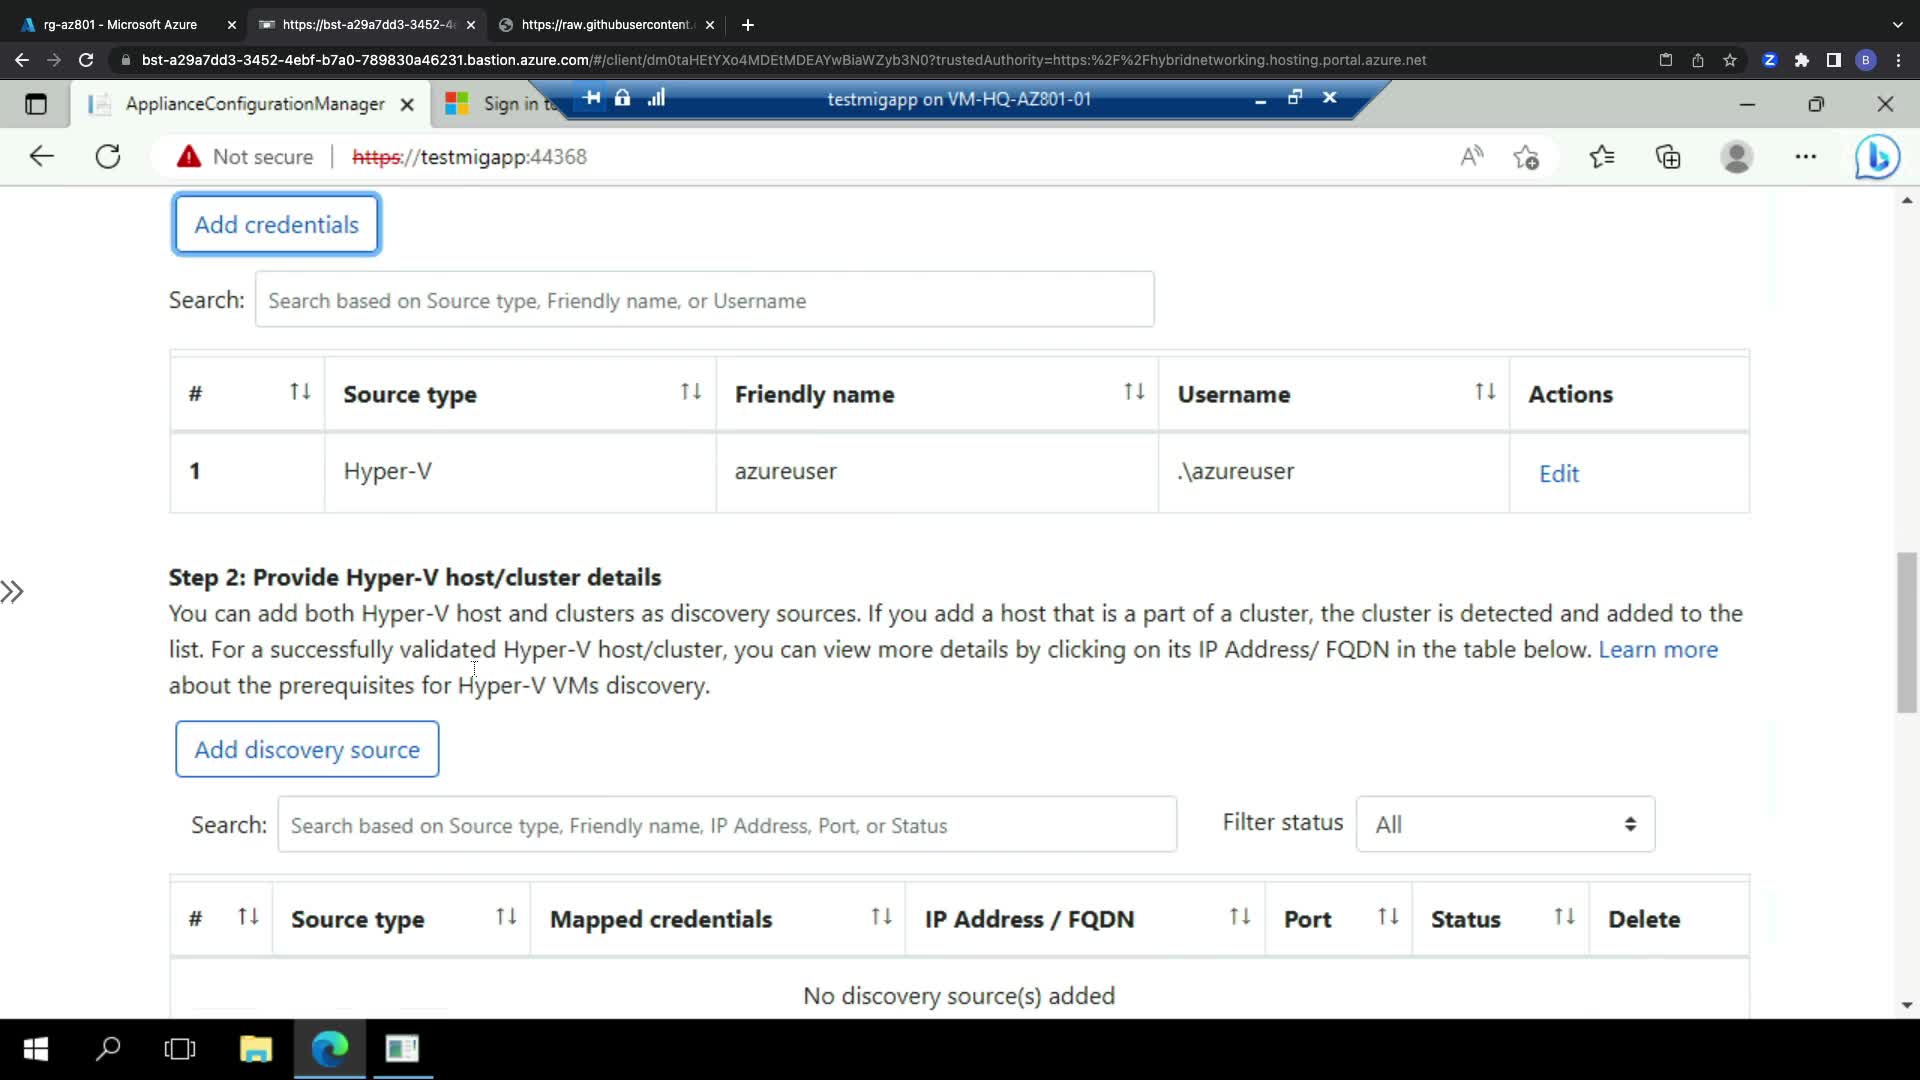 rg-az801 - Microsoft Azure
https://bst-a29a7dd3-3452-4e
https://raw.githubusercontent.
bst-a29a7dd3-3452-4ebf-b7a0-789830a46231.bastion.azure.com/#/client/dm0taHEtYXo4MDEtMDEAYwBiaWZyb3N0?trustedAuthority=https:%2F%2Fhybridnetworking.hosting.portal.azure.net
B
ApplianceConfigurationManager
Sign in to
testmigapp on VM-HQ-AZ801-01
Not secure
https://testmigapp:44368
Add credentials
Search:
Search based on Source type, Friendly name, or Username
# Source type Friendly name Username Actions
1 Hyper-V azureuser .\azureuser Edit
Step 2: Provide Hyper-V host/cluster details
You can add both Hyper-V host and clusters as discovery sources. If you add a host that is a part of a cluster, the cluster is detected and added to the
list. For a successfully validated Hyper-V host/cluster, you can view more details by clicking on its IP Address/ FQDN in the table below. Learn more
about the prerequisites for Hyper-V VMs discovery.
Add discovery source
Search:
Search based on Source type, Friendly name, IP Address, Port, or Status
Filter status
All
# Source type Mapped credentials IP Address / FQDN Port Status Delete
No discovery source(s) added